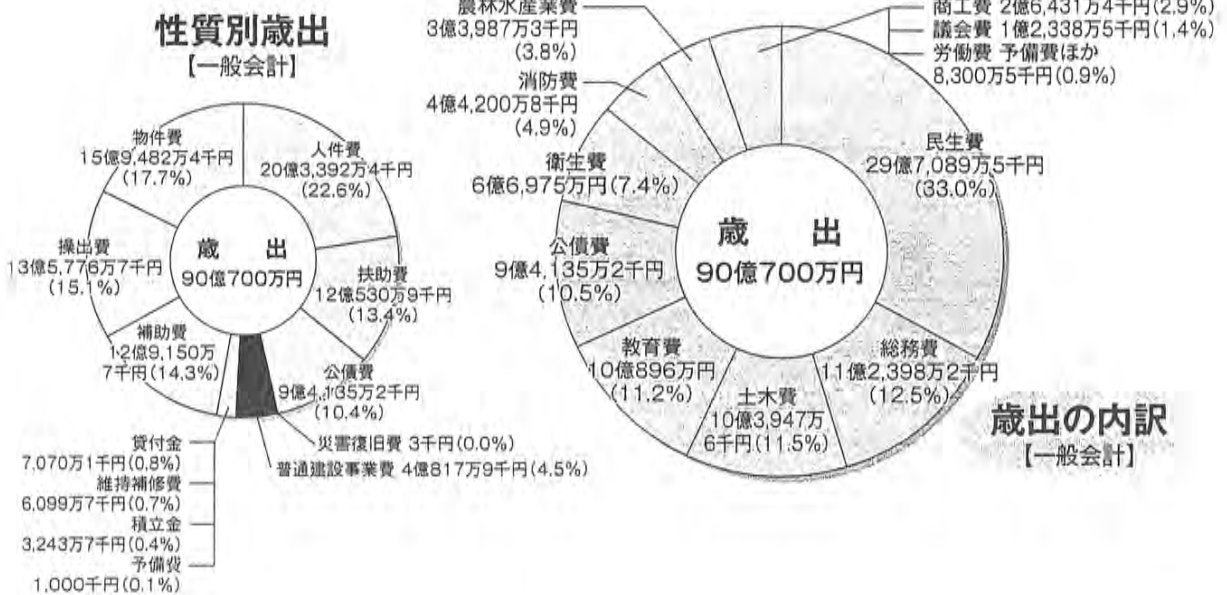 性質別歳出
【一般会計】
物件費
15億9,482万4千円
(17.7%)
人件費
20億3,392万4千円
(22.6%)
操出費
13億5,776万7千円
(15.1%)
歳 出
90億700万円
扶助費
12億530万9千円
(13.4%)
補助費
12億9,150万
7千円(14,3%)
公債費
9億4,135万2千円
(10.4%)
災害復旧費 3千円(0.0%)
普通建設事業費 4億817万9千円(4.5%)
貸付金
7,070万1千円(0.8%)
維持補修費
6,099万7千円(0.7%)
積立金
3,243万7千円(0.4%)
予備費
1,000千円(0.1%)
農林水産業費
3億3,987万3千円
(3.8%)
消防費
4億4,200万8千円
(4.9%)
衛生費
6億6,975万円(7.4%)
公債費
9億4,135万2千円
(10.5%)
教育費
10億896万円
(11.2%)
土木費
10億3,947万
6千円(11.5%)
総務費
11億2,398万2千円
(12.5%)
民生費
29億7,089万5千円
(33.0%)
商工費 2億6,431万4千円(2.9%)
議会費 1億2,338万5千円(1.4%)
労働費 予備費ほか
8,300万5千円(0.9%)
歳 出
90億700万円
歳出の内訳
【一般会計】